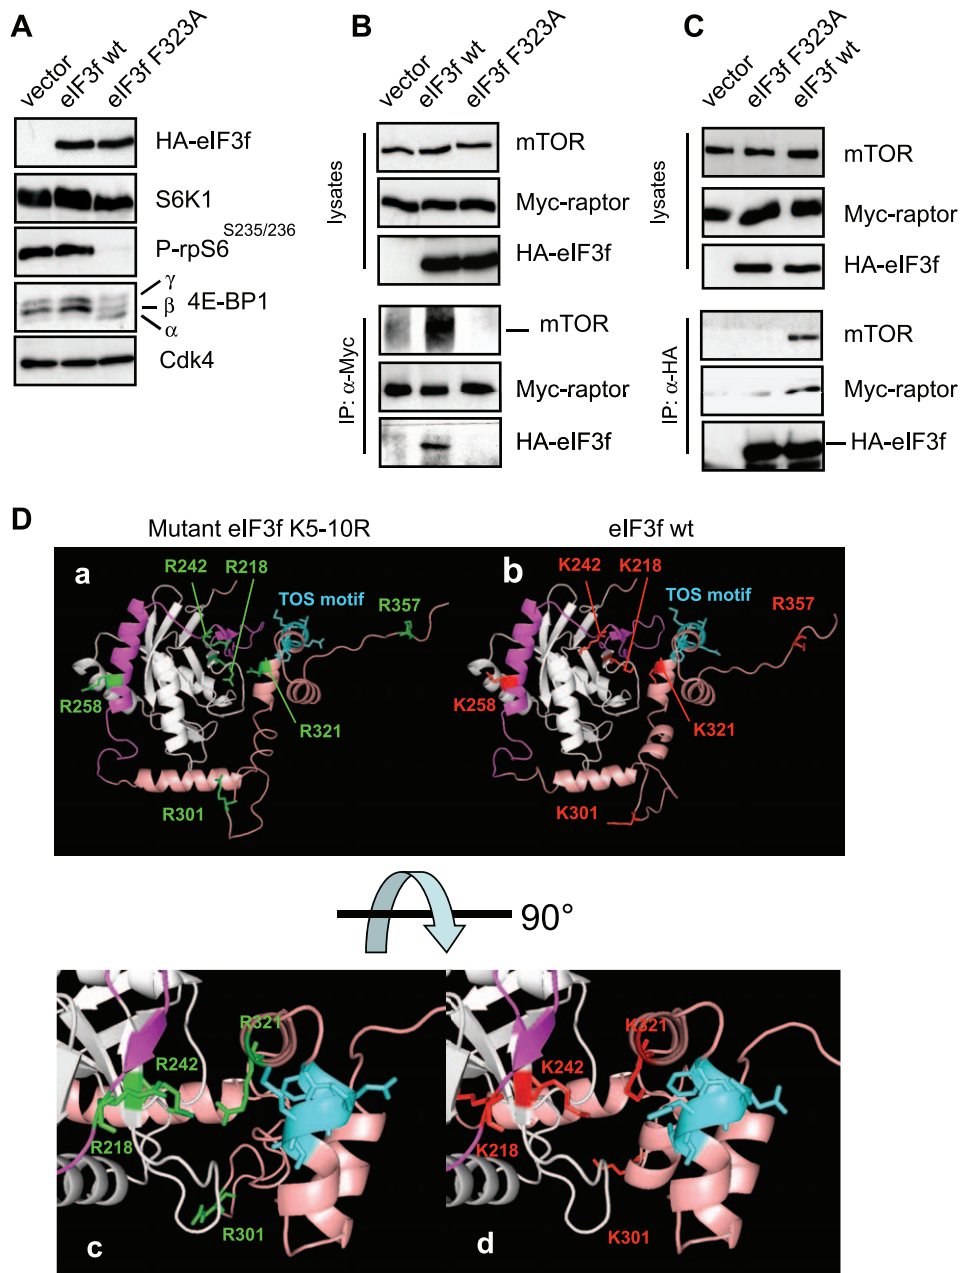 A
vector
eIF3f wt
eIF3f F323A
HA-eIF3f
S6K1
P-rpS6 S235/236
γ
β 4E-BP1
α
Cdk4
B
vector
eIF3f wt
eIF3f F323A
lysates
mTOR
Myc-raptor
HA-eIF3f
IP: α-Myc
mTOR
Myc-raptor
HA-eIF3f
C
vector
eIF3f F323A
eIF3f wt
lysates
mTOR
Myc-raptor
HA-eIF3f
IP: α-HA
mTOR
Myc-raptor
HA-eIF3f
D
Mutant eIF3f K5-10R
eIF3f wt
a
R242
R218
TOS motif
R357
R258
R321
R301
b
K242
K218
TOS motif
R357
K258
K321
K301
90°
R321
R242
R218
R301
c
K321
K242
K218
K301
d